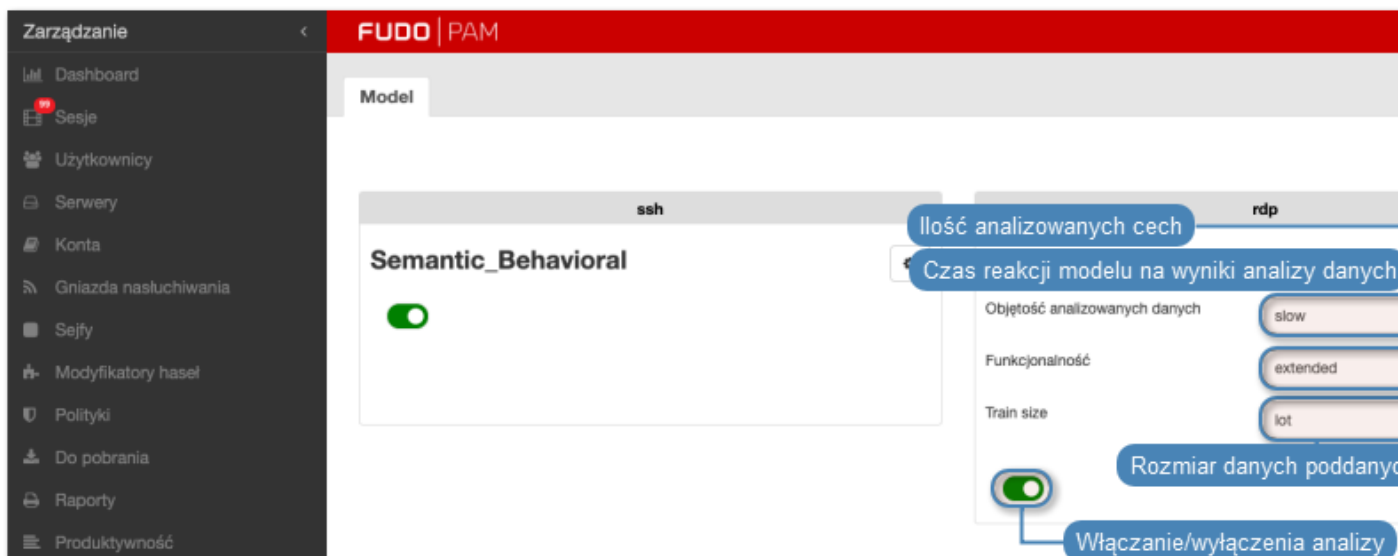 Zarządzanie
FUDO PAM
Dashboard
Model
99
Sesje
Użytkownicy
Serwery
ssh
rdp
Ilość analizowanych cech
Konta
Semantic_Behavioral
Czas reakcji modelu na wyniki analizy danych
Gniazda nasłuchiwania
Objętość analizowanych danych
slow
Sejfy
Funkcjonalność
extended
Modyfikatory haseł
Train size
lot
Polityki
Do pobrania
Rozmiar danych poddanyc
Raporty
Produktywność
Włączanie/wyłączenia analizy